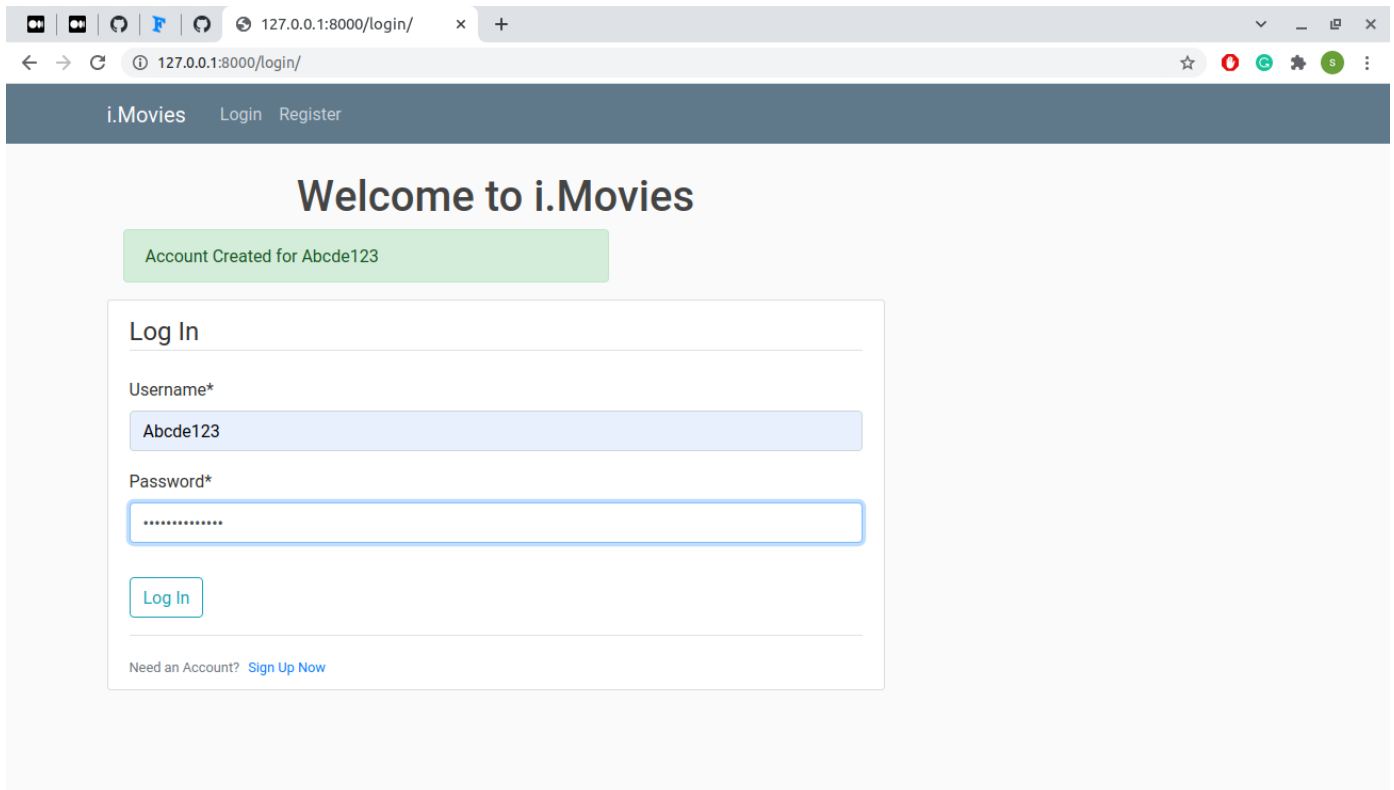 127.0.0.1:8000/login/
127.0.0.1:8000/login/
s
i.Movies Login Register
Welcome to i.Movies
Account Created for Abcde123
Log In
Username*
Abcde123
Password*
••••••••••••••
Log In
Need an Account? Sign Up Now